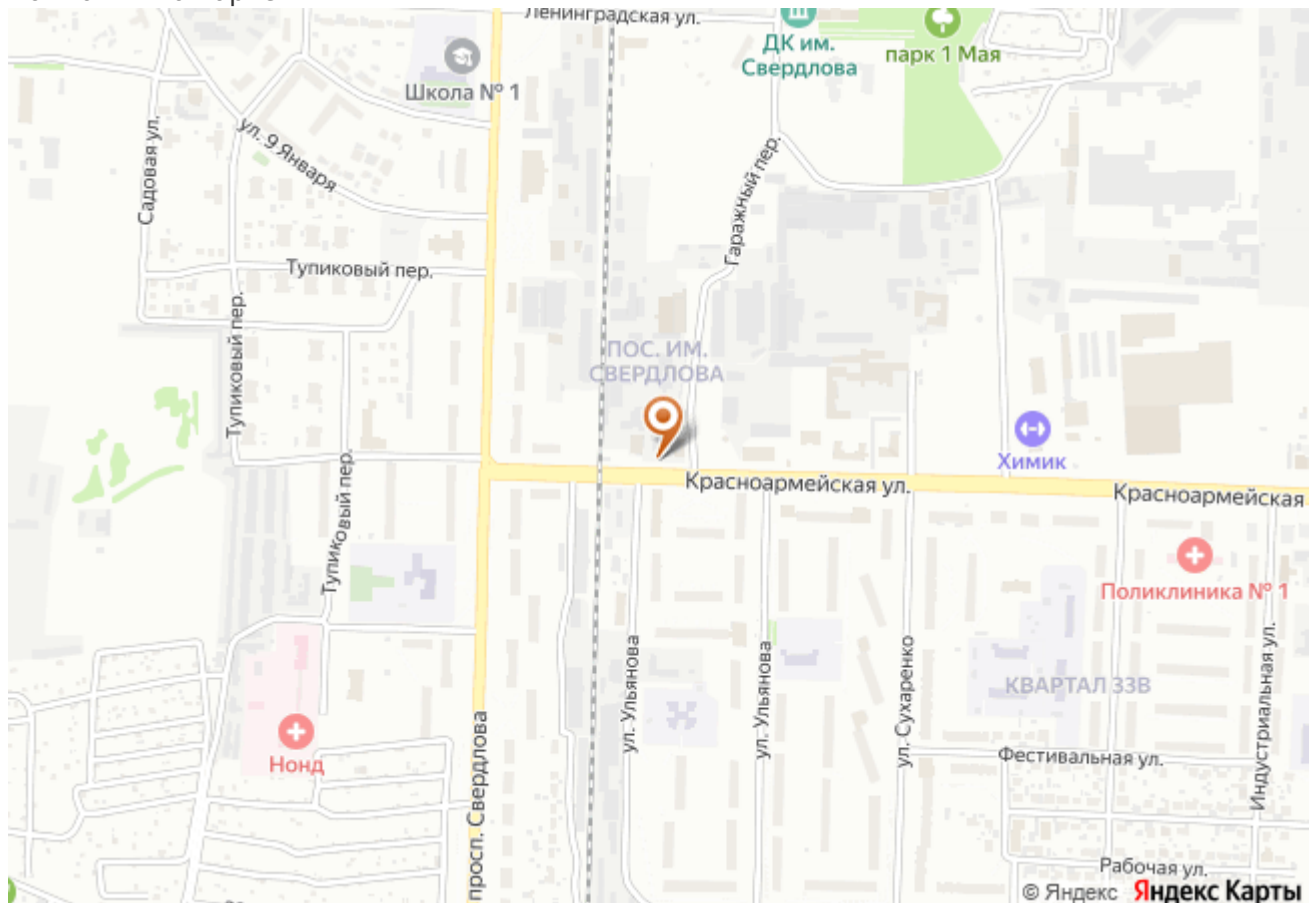 Ленинградская ул.
ДК им.
Свердлова
парк 1 Мая
Школа № 1
ул. 9 Января
Садовая ул.
Гаражный пер.
Тупиковый пер.
Тупиковый пер.
ПОС. ИМ.
СВЕРДЛОВА
Химик
Красноармейская ул.
Красноармейская
Тупиковый пер.
Поликлиника № 1
ул. Ульянова
ул. Ульянова
ул. Сухаренко
КВАРТАЛ 33В
Индустриальная ул.
Нонд
просп. Свердлова
Фестивальная ул.
Рабочая ул.
© Яндекс Яндекс Карты